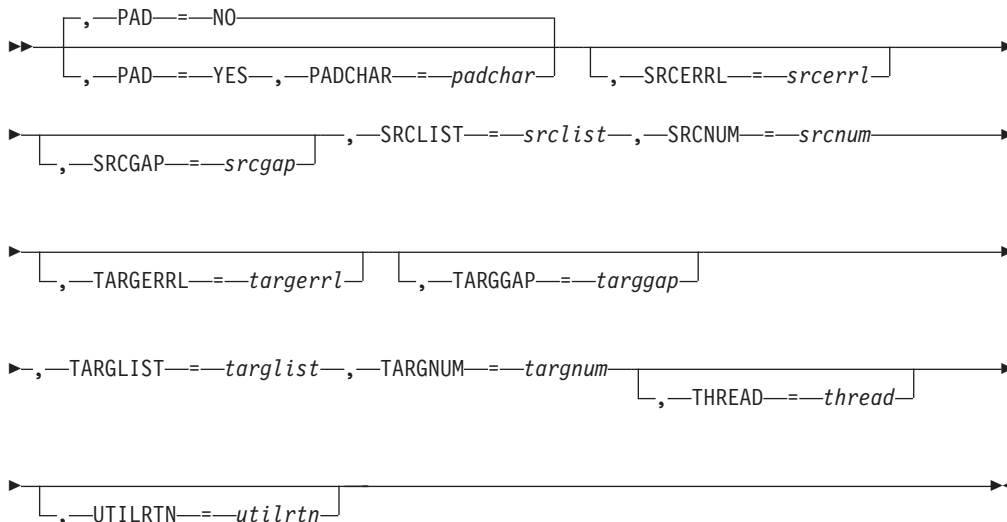 , PAD = NO
, PAD = YES , PADCHAR = padchar
, SRCERRL = srcerrl
, SRCGAP = srcgap
, SRCLIST = srclist , SRCNUM = srcnum
, TARGERRL = targerrl
, TARGGAP = targgap
, TARGLIST = targlist , TARGNUM = targnum
, THREAD = thread
, UTILRTN = utilrtn